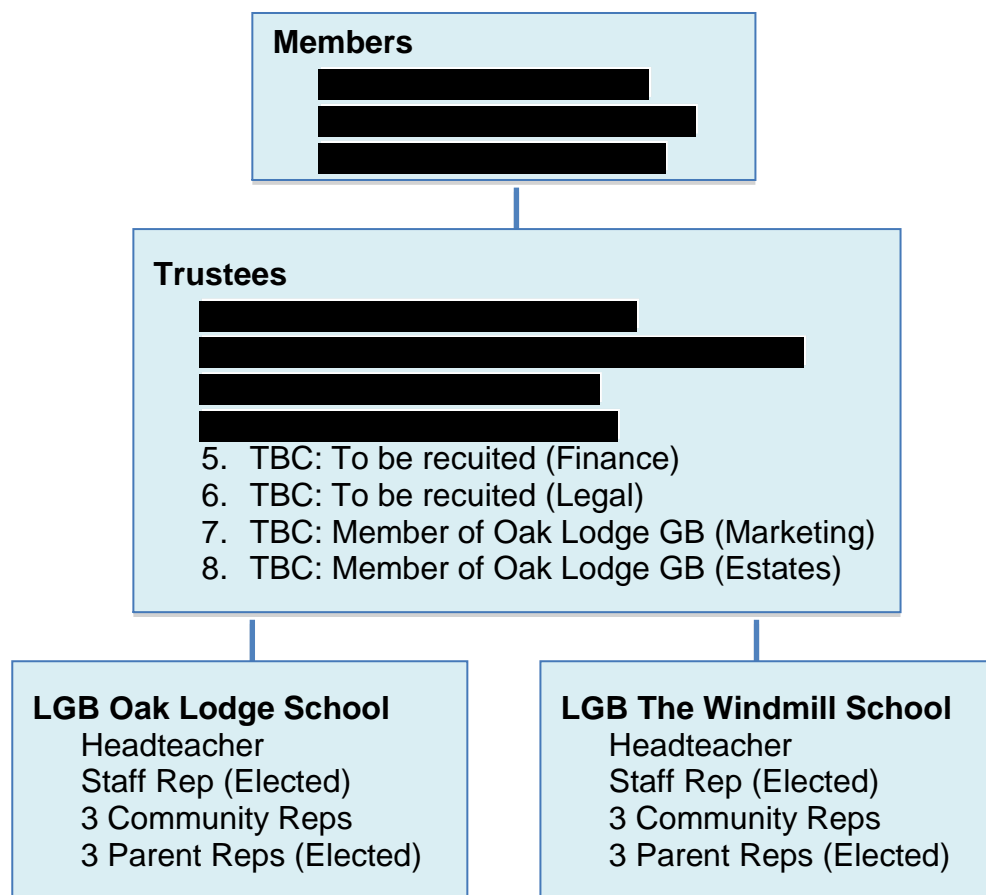 Members
Trustees
5. TBC: To be recuited (Finance)
6. TBC: To be recuited (Legal)
7. TBC: Member of Oak Lodge GB (Marketing)
8. TBC: Member of Oak Lodge GB (Estates)
LGB Oak Lodge School
Headteacher
Staff Rep (Elected)
3 Community Reps
3 Parent Reps (Elected)
LGB The Windmill School
Headteacher
Staff Rep (Elected)
3 Community Reps
3 Parent Reps (Elected)